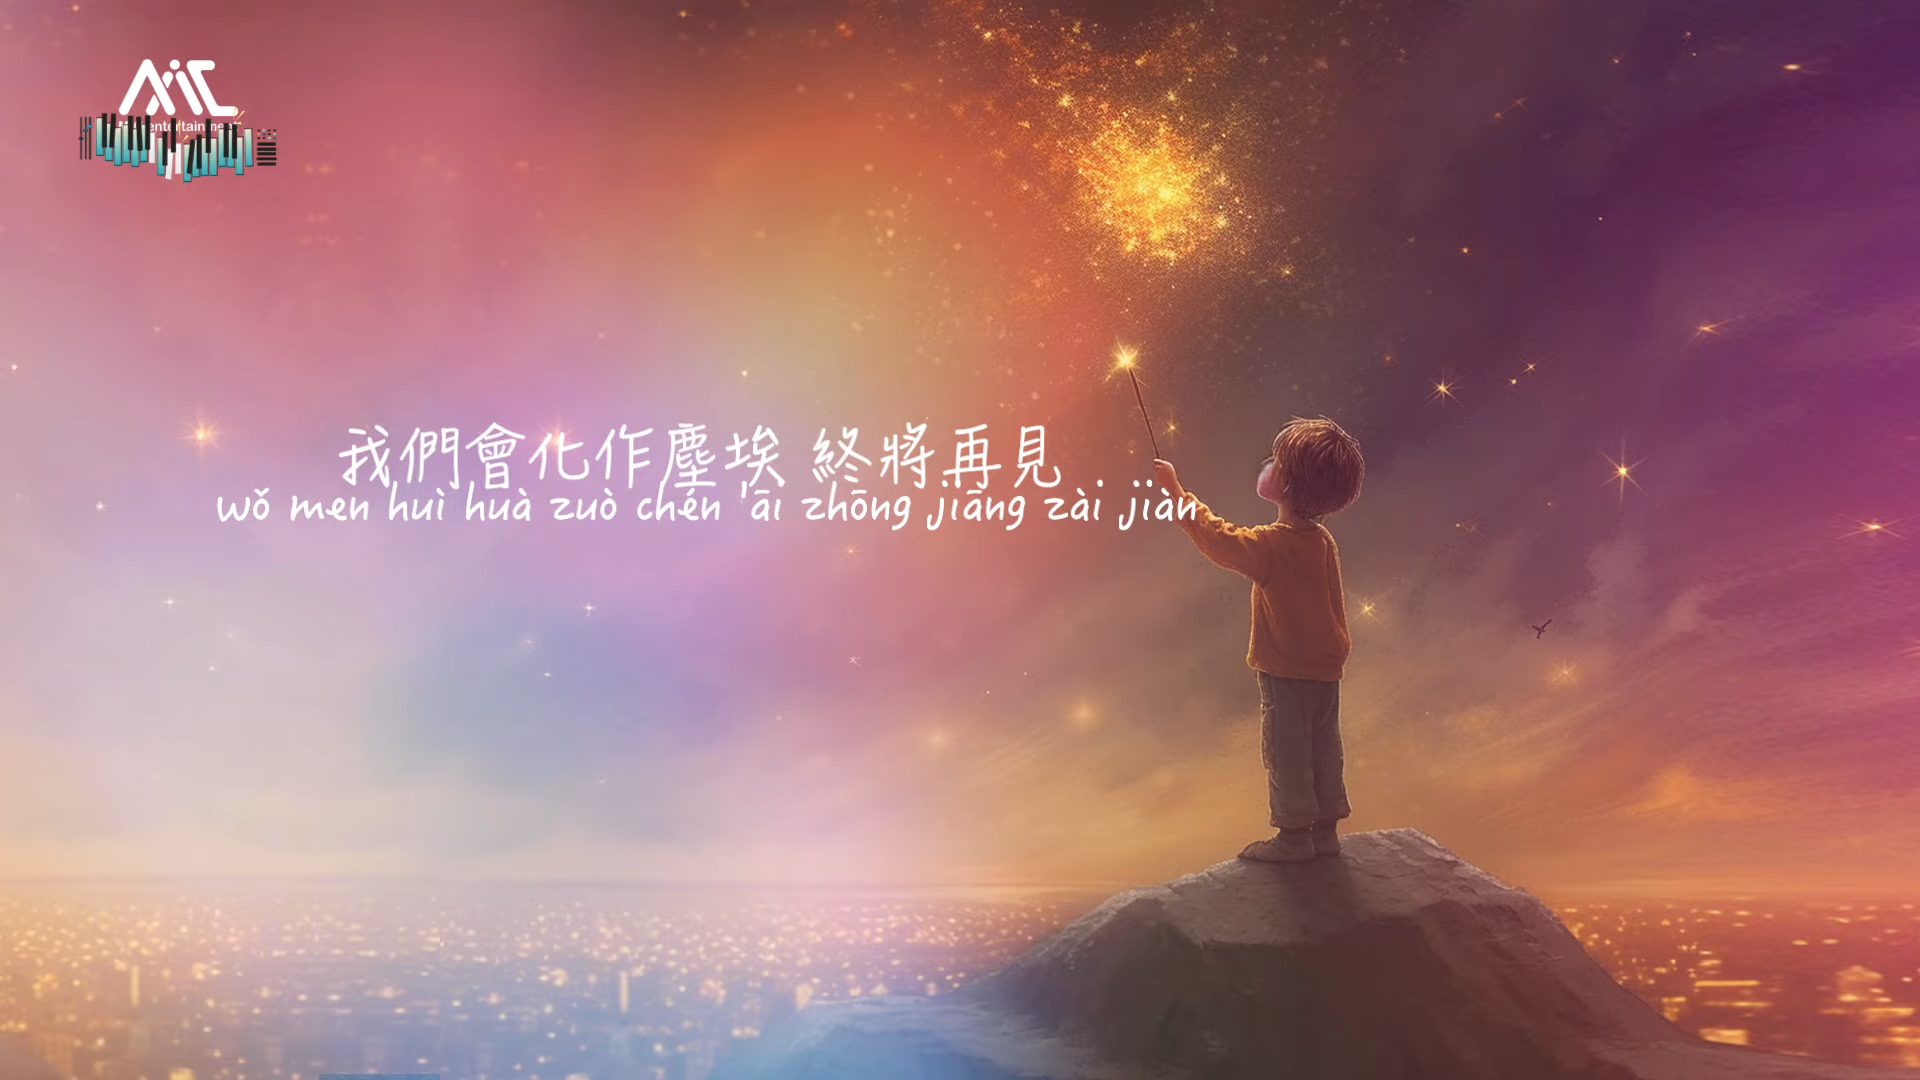 entertainment
我們會化作塵埃 終將再見
wǒ men huì huà zuò chén 'āi zhōng jiāng zài jiàn